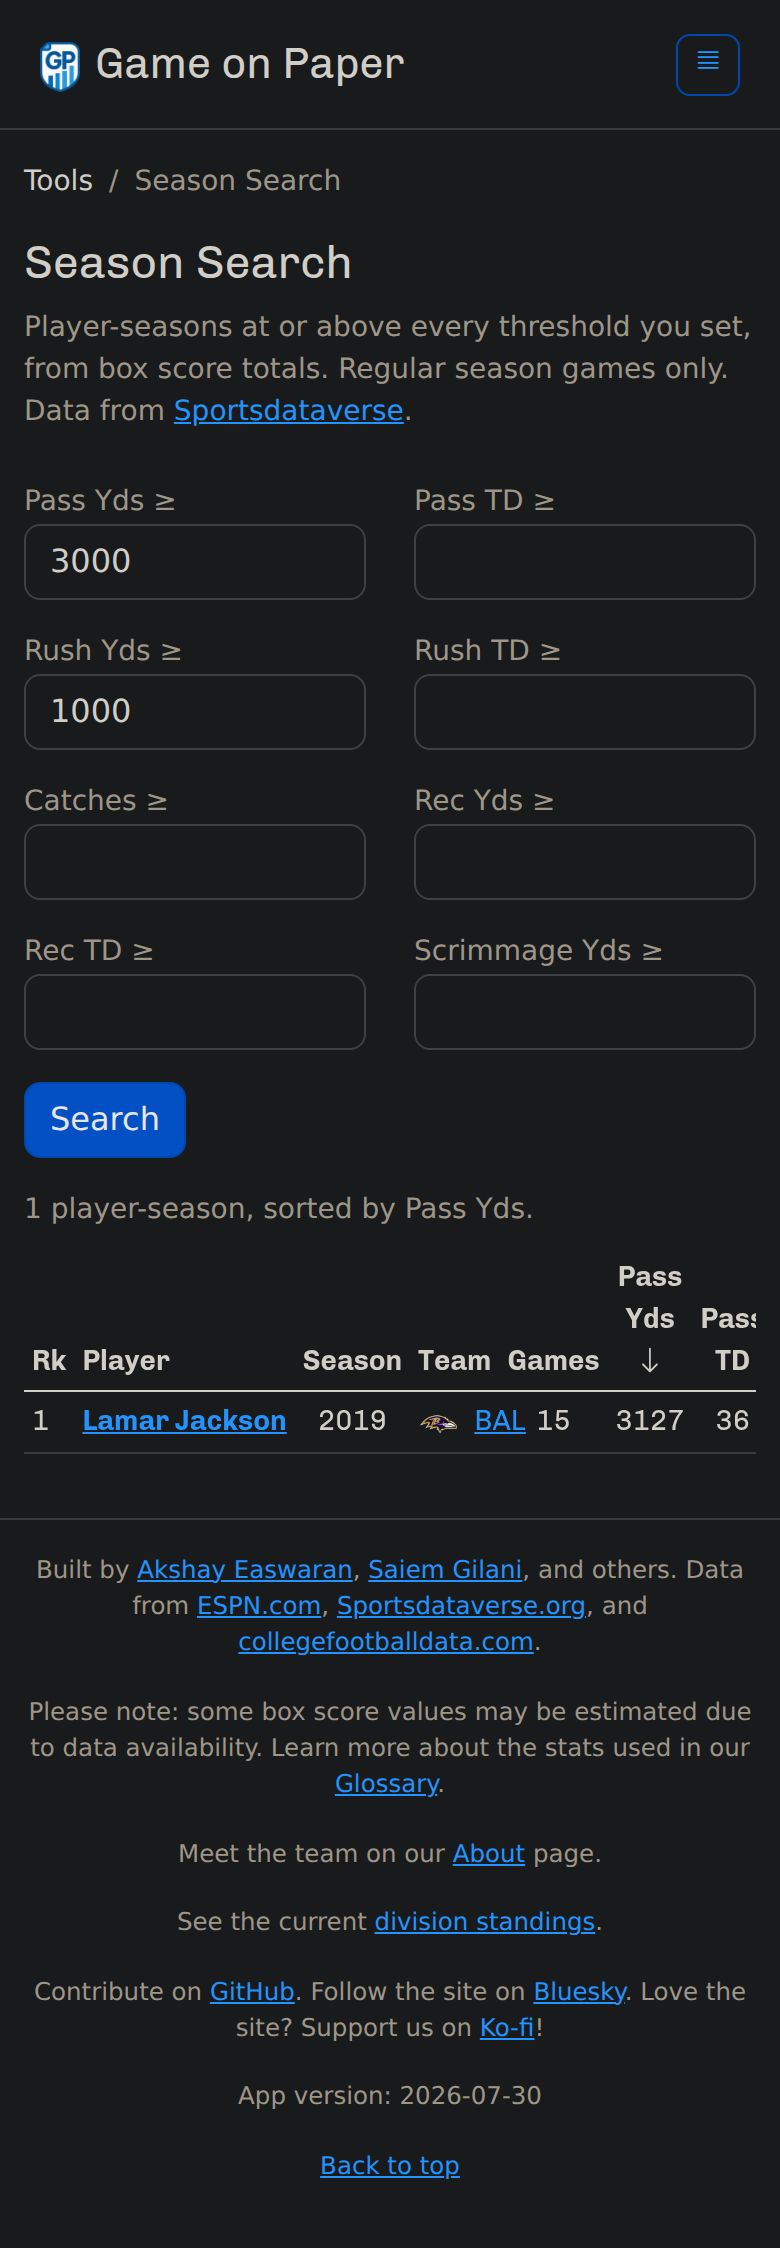 GP Game on Paper
Tools / Season Search
Season Search
Player-seasons at or above every threshold you set,
from box score totals. Regular season games only.
Data from Sportsdataverse.
Pass Yds ≥ Pass TD ≥
3000
Rush Yds ≥ Rush TD ≥
1000
Catches ≥ Rec Yds ≥
Rec TD ≥ Scrimmage Yds ≥
Search
1 player-season, sorted by Pass Yds.
Rk Player Season Team Games Pass Yds ↓ Pass TD
1 Lamar Jackson 2019 BAL 15 3127 36
Built by Akshay Easwaran, Saiem Gilani, and others. Data
from ESPN.com, Sportsdataverse.org, and
collegefootballdata.com.
Please note: some box score values may be estimated due
to data availability. Learn more about the stats used in our
Glossary.
Meet the team on our About page.
See the current division standings.
Contribute on GitHub. Follow the site on Bluesky. Love the
site? Support us on Ko-fi!
App version: 2026-07-30
Back to top